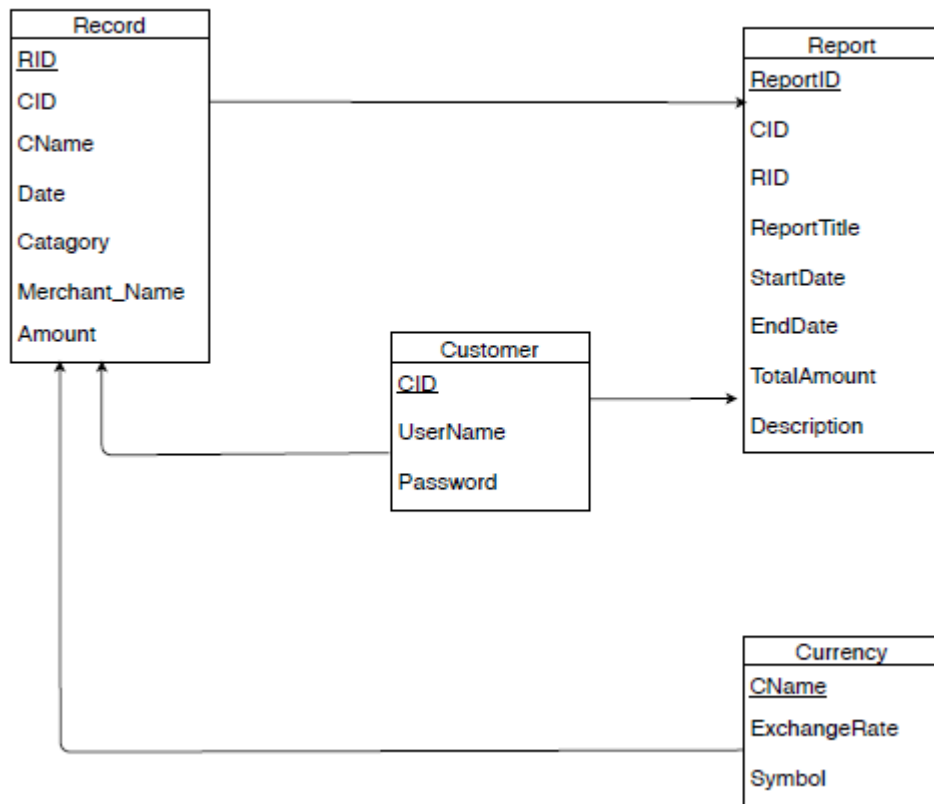 Record
RID
CID
CName
Date
Catagory
Merchant_Name
Amount
Report
ReportID
CID
RID
ReportTitle
StartDate
EndDate
TotalAmount
Description
Customer
CID
UserName
Password
Currency
CName
ExchangeRate
Symbol